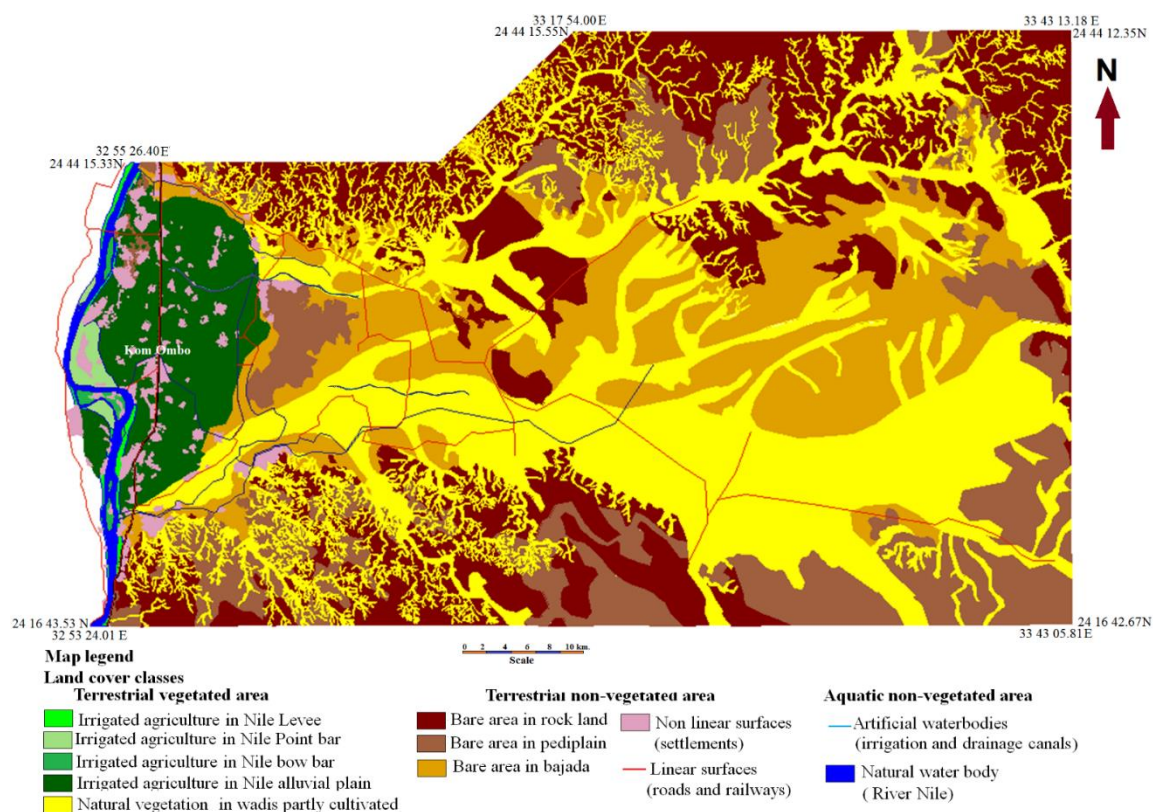 33 17 54.00 E
24 44 15.55N
33 43 13.18 E
24 44 12.35N
N
32 55 26.40E
24 44 15.33N
Kom Ombo
24 16 43.53 N
32 53 24.01 E
24 16 42.67N
33 43 05.81E
0 2 4 6 8 10 km.
Scale
Map legend
Land cover classes
Terrestrial vegetated area
Irrigated agriculture in Nile Levee
Irrigated agriculture in Nile Point bar
Irrigated agriculture in Nile bow bar
Irrigated agriculture in Nile alluvial plain
Natural vegetation in wadis partly cultivated
Terrestrial non-vegetated area
Bare area in rock land
Bare area in pediplain
Bare area in bajada
Non linear surfaces
(settlements)
Linear surfaces
(roads and railways)
Aquatic non-vegetated area
Artificial waterbodies
(irrigation and drainage canals)
Natural water body
( River Nile)